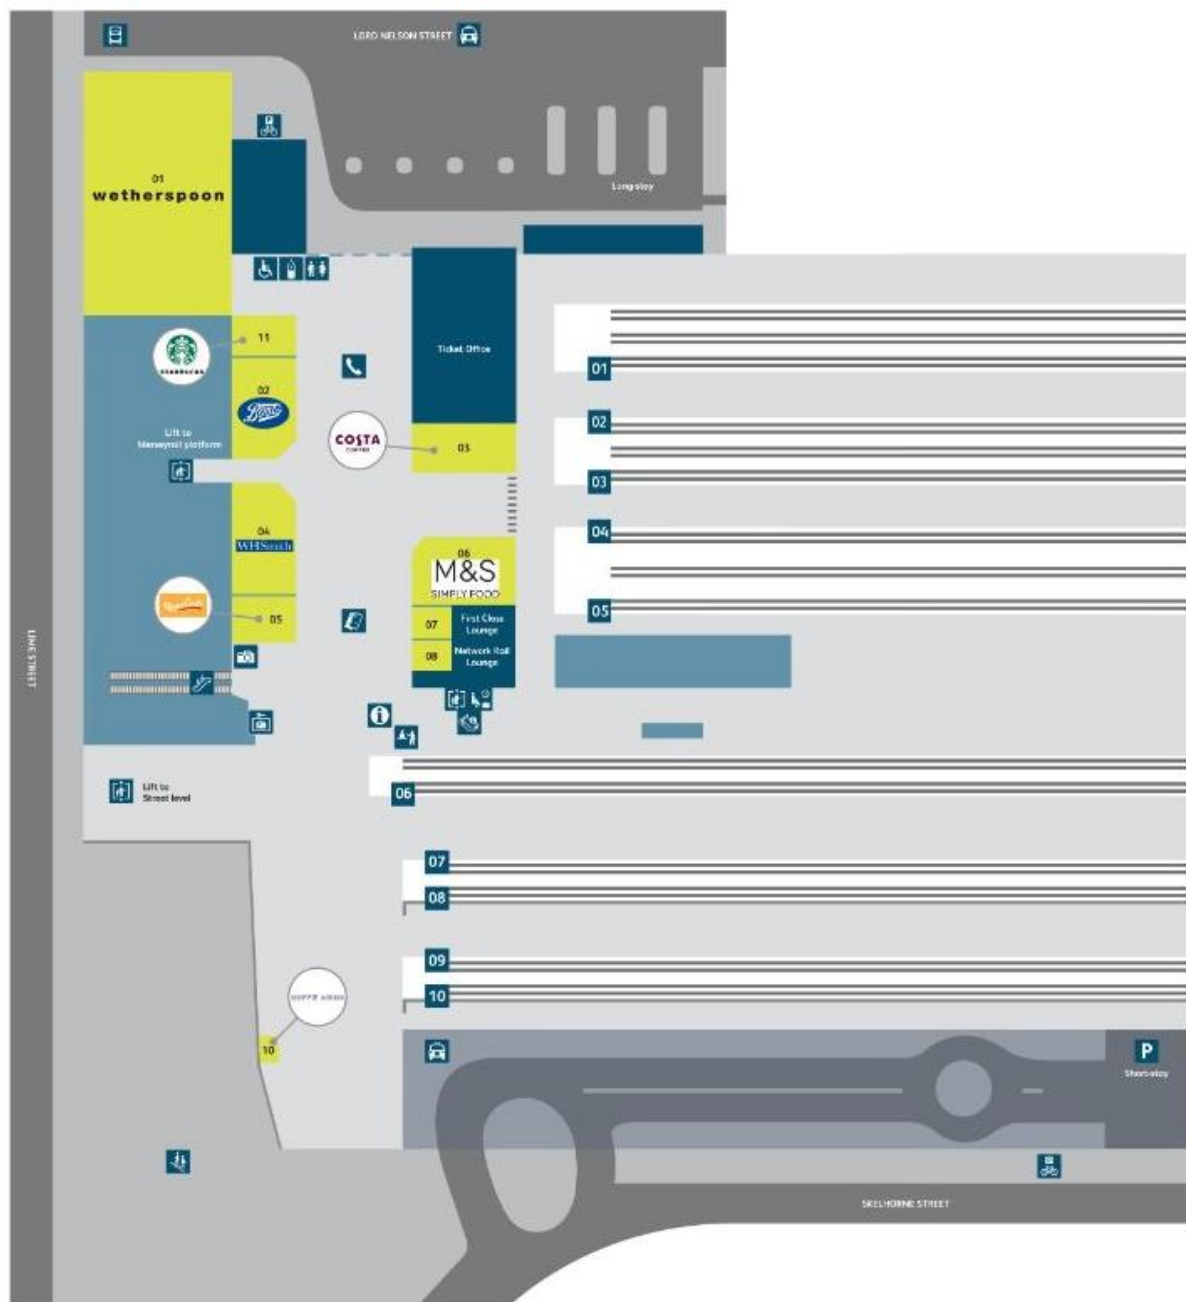 LORD NELSON STREET
P
01
wetherspoon
Long-stay
11
STARBUCKS
02
Boots
Lift to
Merseyrail platform
Ticket Office
COSTA
COFFEE
03
04
WHSmith
05
06
M&S
SIMPLY FOOD
07
First Class
Lounge
08
Network Rail
Lounge
01
02
03
04
05
LIME STREET
i
Lift to
Street level
06
07
08
09
10
10
P
Short-stay
SKELHORNE STREET